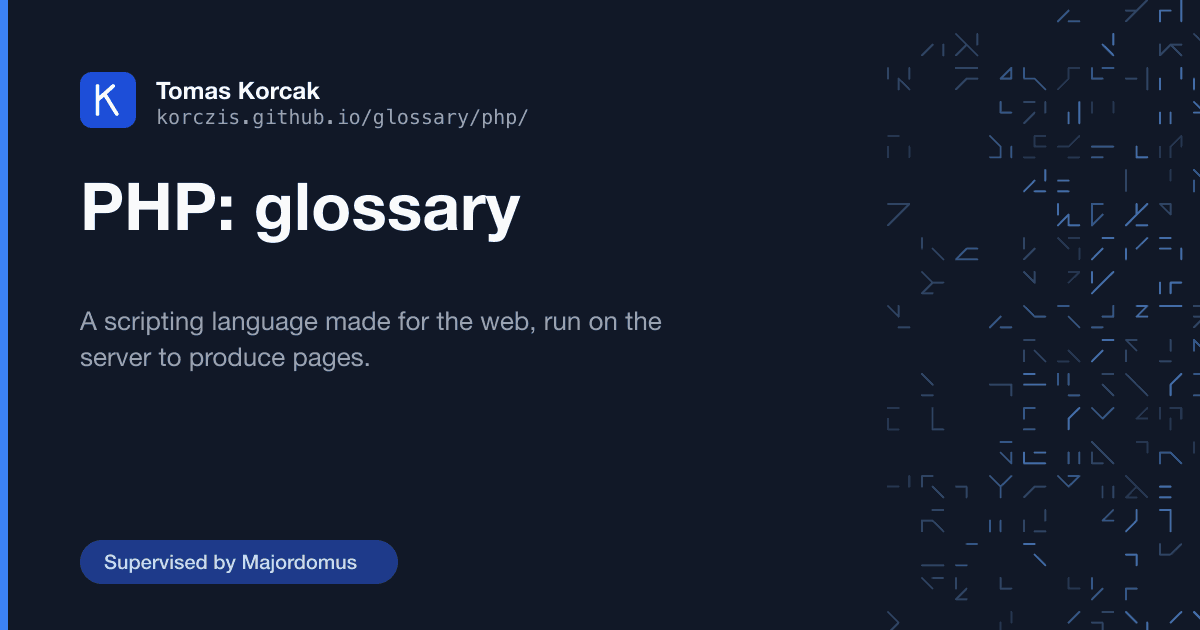 K
Tomas Korcak
korczis.github.io/glossary/php/
PHP: glossary
A scripting language made for the web, run on the
server to produce pages.
Supervised by Majordomus